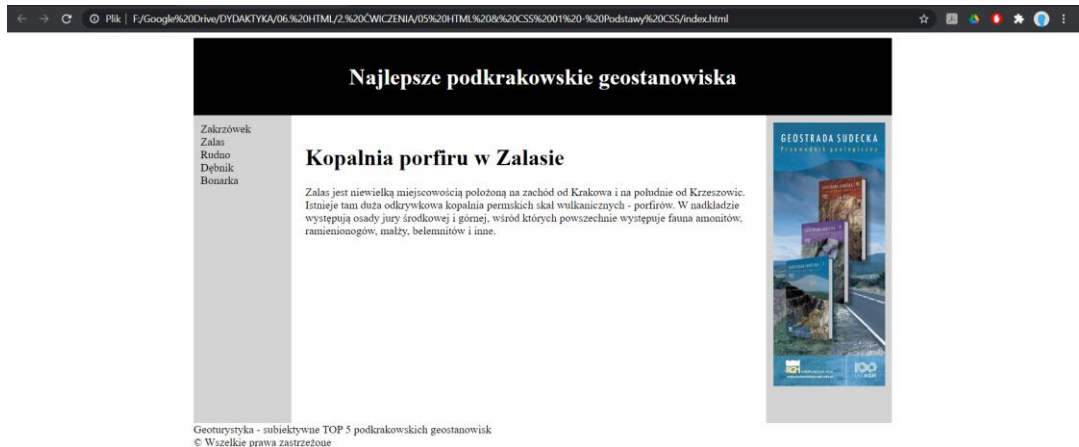 Plik | F:/Google%20Drive/DYDAKTYKA/06.%20HTML/2.%20ĆWICZENIA/05%20HTML%20&%20CSS%2001%20-%20Podstawy%20CSS/index.html
Najlepsze podkrakowskie geostanowiska
Zakrzówek
Zalas
Rudno
Dębnik
Bonarka
Kopalnia porfiru w Zalasie
Zalas jest niewielką miejscowością położoną na zachód od Krakowa i na południe od Krzeszowic.
Istnieje tam duża odkrywkowa kopalnia permskich skał wulkanicznych - porfirów. W nadkładzie
występują osady jury środkowej i górnej, wśród których powszechnie występuje fauna amonitów,
ramienionogów, małży, belemnitów i inne.
GEOSTRADA SUDECKA
Przewodnik geologiczny
AGH
100
AGH
Geoturystyka - subiektywne TOP 5 podkrakowskich geostanowisk
© Wszelkie prawa zastrzeżone